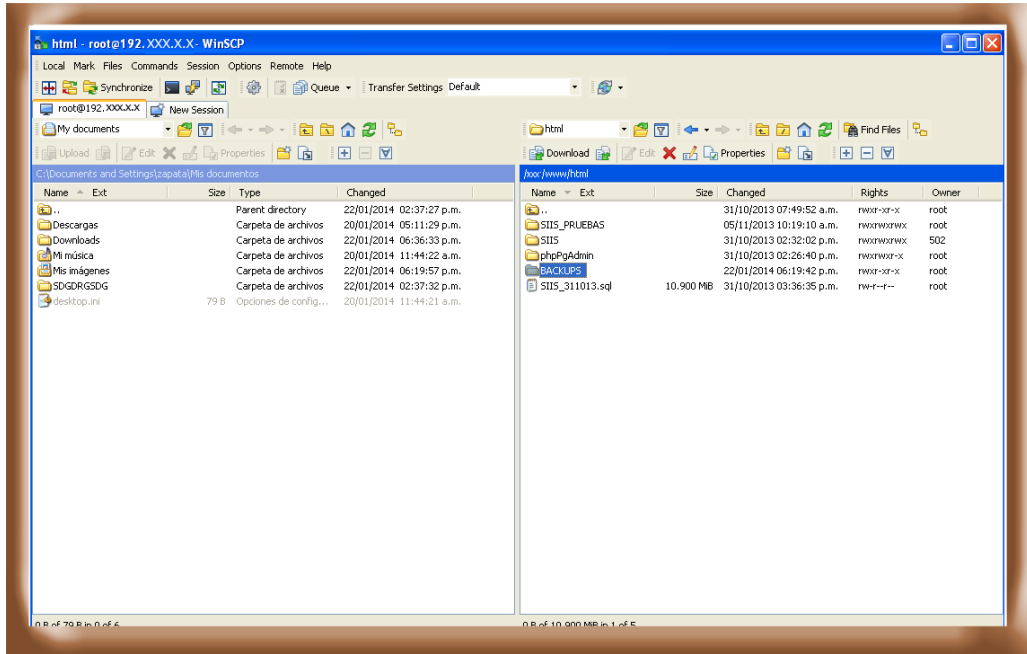 html - root@192.XXX.X.X - WinSCP
Local Mark Files Commands Session Options Remote Help
Synchronize Queue Transfer Settings Default
root@192.XXX.X.X New Session
My documents
html Find Files
Upload Edit Properties
Download Edit Properties
C:\Documents and Settings\zapata\Mis documentos
/xxx/www/html
Name Ext Size Type Changed
.. Parent directory 22/01/2014 02:37:27 p.m.
Descargas Carpeta de archivos 20/01/2014 05:11:29 p.m.
Downloads Carpeta de archivos 22/01/2014 06:36:33 p.m.
Mi música Carpeta de archivos 20/01/2014 11:44:22 a.m.
Mis imágenes Carpeta de archivos 22/01/2014 06:19:57 p.m.
SDGDRGSDG Carpeta de archivos 22/01/2014 02:37:32 p.m.
desktop.ini 79 B Opciones de config... 20/01/2014 11:44:21 a.m.
Name Ext Size Changed Rights Owner
.. 31/10/2013 07:49:52 a.m. rwxr-xr-x root
SIIS_PRUEBAS 05/11/2013 10:19:10 a.m. rwxrwxrwx root
SIIS 31/10/2013 02:32:02 p.m. rwxrwxrwx 502
phpPgAdmin 31/10/2013 02:26:40 p.m. rwxrwxr-x root
BACKUPS 22/01/2014 06:19:42 p.m. rwxr-xr-x root
SIIS_311013.sql 10.900 MiB 31/10/2013 03:36:35 p.m. rw-r--r-- root
0 B of 79 B in 0 of 6
0 B of 10.900 MiB in 1 of 5